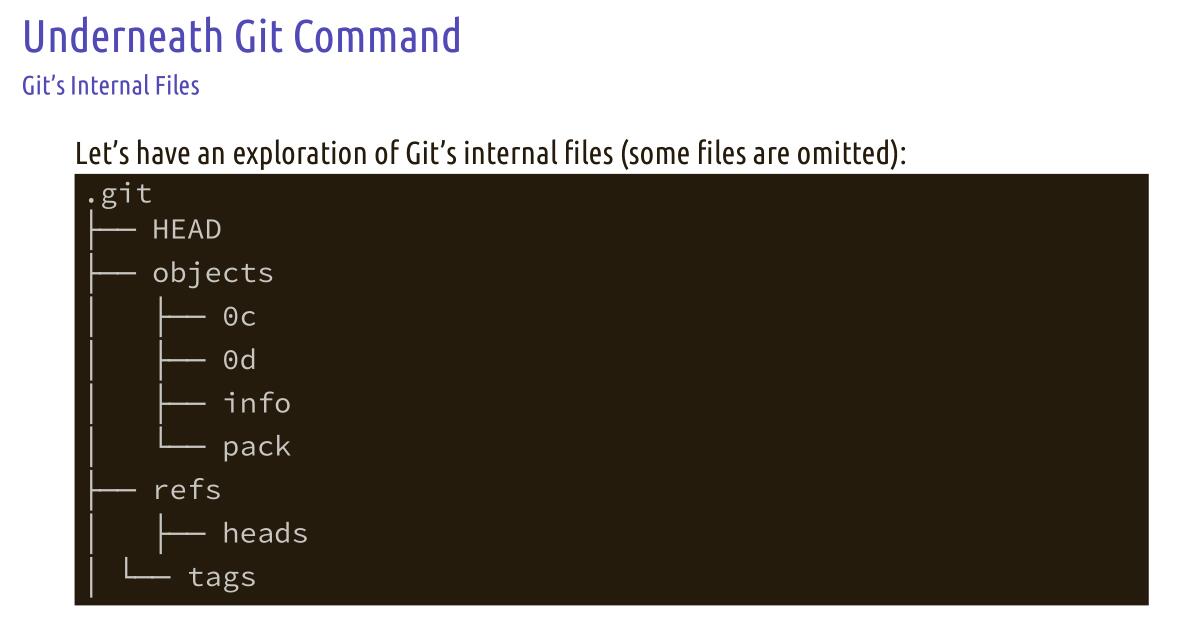 Underneath Git Command
Git’s Internal Files
Let’s have an exploration of Git’s internal files (some files are omitted):
.git
├── HEAD
├── objects
│   ├── 0c
│   ├── 0d
│   ├── info
│   └── pack
├── refs
│   ├── heads
│ └── tags